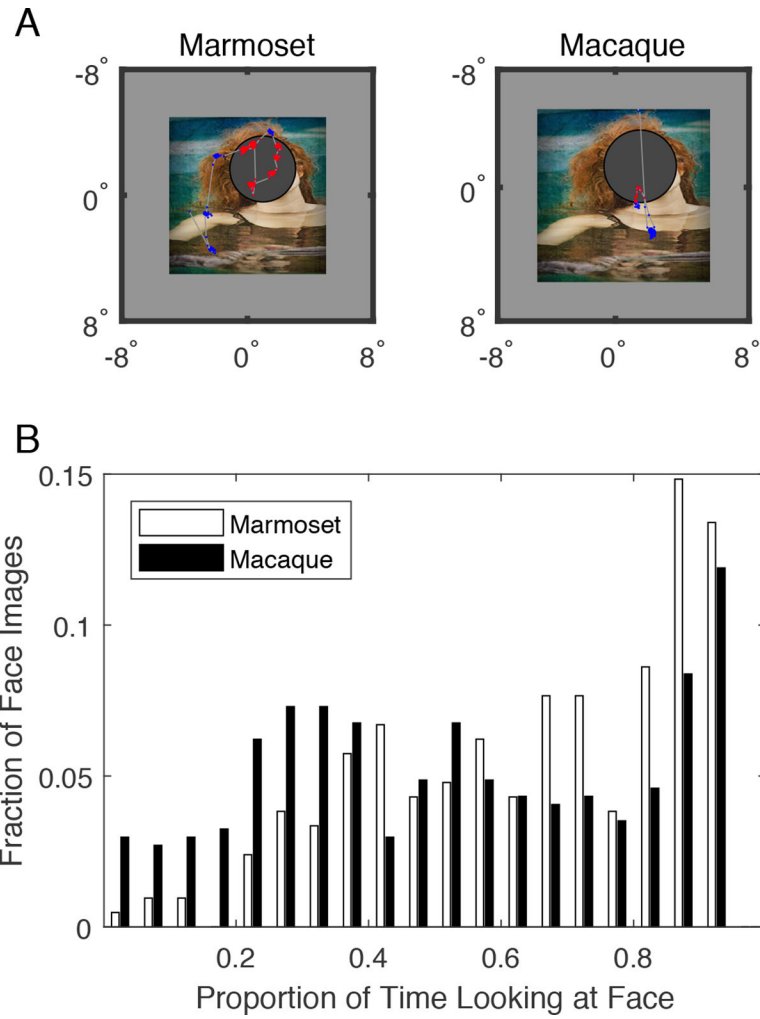 A
Marmoset
Macaque
-8°
0°
8°
-8°
0°
8°
-8°
0°
8°
-8°
0°
8°
B
Fraction of Face Images
0.15
0.1
0.05
0
Marmoset
Macaque
0.2
0.4
0.6
0.8
Proportion of Time Looking at Face